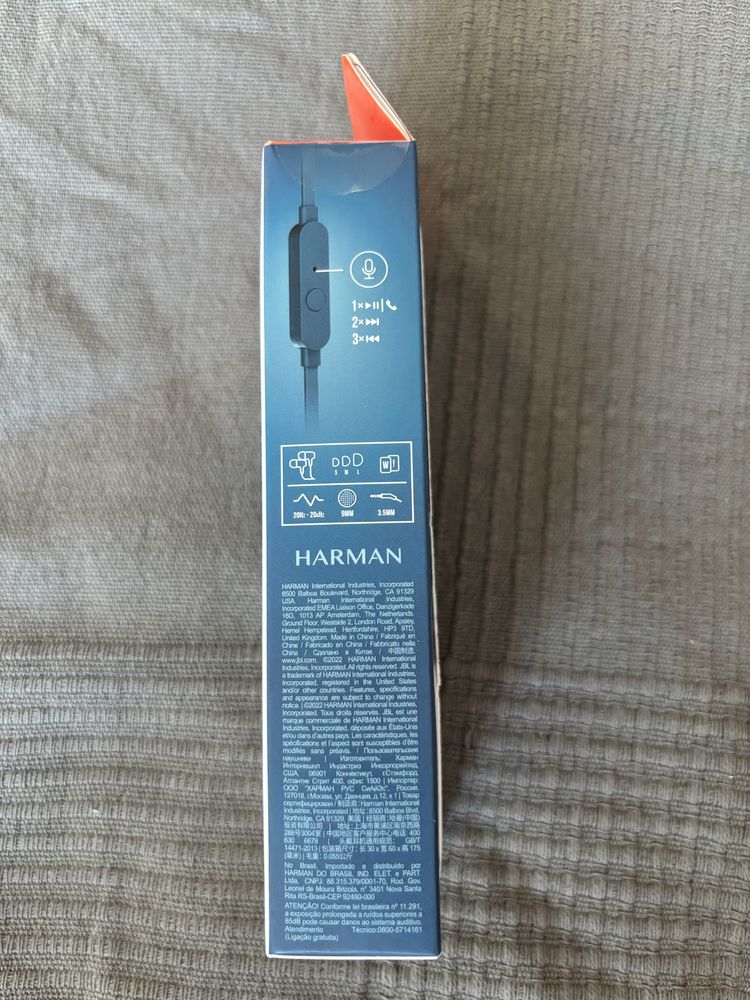 1×
2×
3×
DDD
S M L
W !
20Hz - 20kHz
9MM
3.5MM
HARMAN
HARMAN International Industries, Incorporated
8500 Balboa Boulevard, Northridge, CA 91329
USA. Harman International Industries,
Incorporated EMEA Liaison Office, Danzigerkade
16G, 1013 AP Amsterdam, The Netherlands.
Ground Floor, Westside 2, London Road, Apsley,
Hemel Hempstead, Hertfordshire, HP3 9TD,
United Kingdom. Made in China / Fabriqué en
Chine / Fabricado en China / Fabbricato nella
China / Сделано в Китае / 中国制造
www.jbl.com. ©2022 HARMAN International
Industries, Incorporated. All rights reserved. JBL is
a trademark of HARMAN International Industries,
Incorporated, registered in the United States
and/or other countries. Features, specifications
and appearance are subject to change without
notice. | ©2022 HARMAN International Industries,
Incorporated. Tous droits réservés. JBL est une
marque commerciale de HARMAN International
Industries, Incorporated, déposée aux États-Unis
et/ou dans d'autres pays. Les caractéristiques, les
spécifications et l'aspect sont susceptibles d'être
modifiés sans préavis. / Пользовательские
наушники | Изготовитель: Харман
Интернешнл Индастриз Инкорпорейтед,
США, 06901 Коннектикут, г.Стэмфорд,
Атлантик Стрит 400, офис 1500 | Импортер:
ООО "ХАРМАН РУС СиАйЭс", Россия,
127018, г.Москва, ул. Двинцев, д.12, к 1 | Товар
сертифицирован / 制造商: Harman International
Industries, Incorporated | 地址: 8500 Balboa Blvd,
Northridge, CA 91329, 美国 | 经销商: 哈曼(中国)
投资有限公司 | 地址: 上海市黄浦区南京西路
288号3004室 | 中国地区客户服务中心电话 400
630 6678 | 头戴耳机通用规范: GB/T
14471-2013 | 包装箱尺寸: 长 30 x 宽 60 x 高 175
(毫米) | 毛重: 0.055公斤
No Brasil, Importado e distribuido por
HARMAN DO BRASIL IND. ELET. e PART.
Ltda, CNPJ: 88.315.379/0001-70, Rod. Gov.
Leonel de Moura Brizola, n° 3401 Nova Santa
Rita RS-Brasil-CEP 92480-000
ATENÇÃO! Conforme lei brasileira nº 11.291,
a exposição prolongada a ruídos superiores a
85dB pode causar danos ao sistema auditivo.
Atendimento Técnico:0800-5714161
(Ligação gratuita)